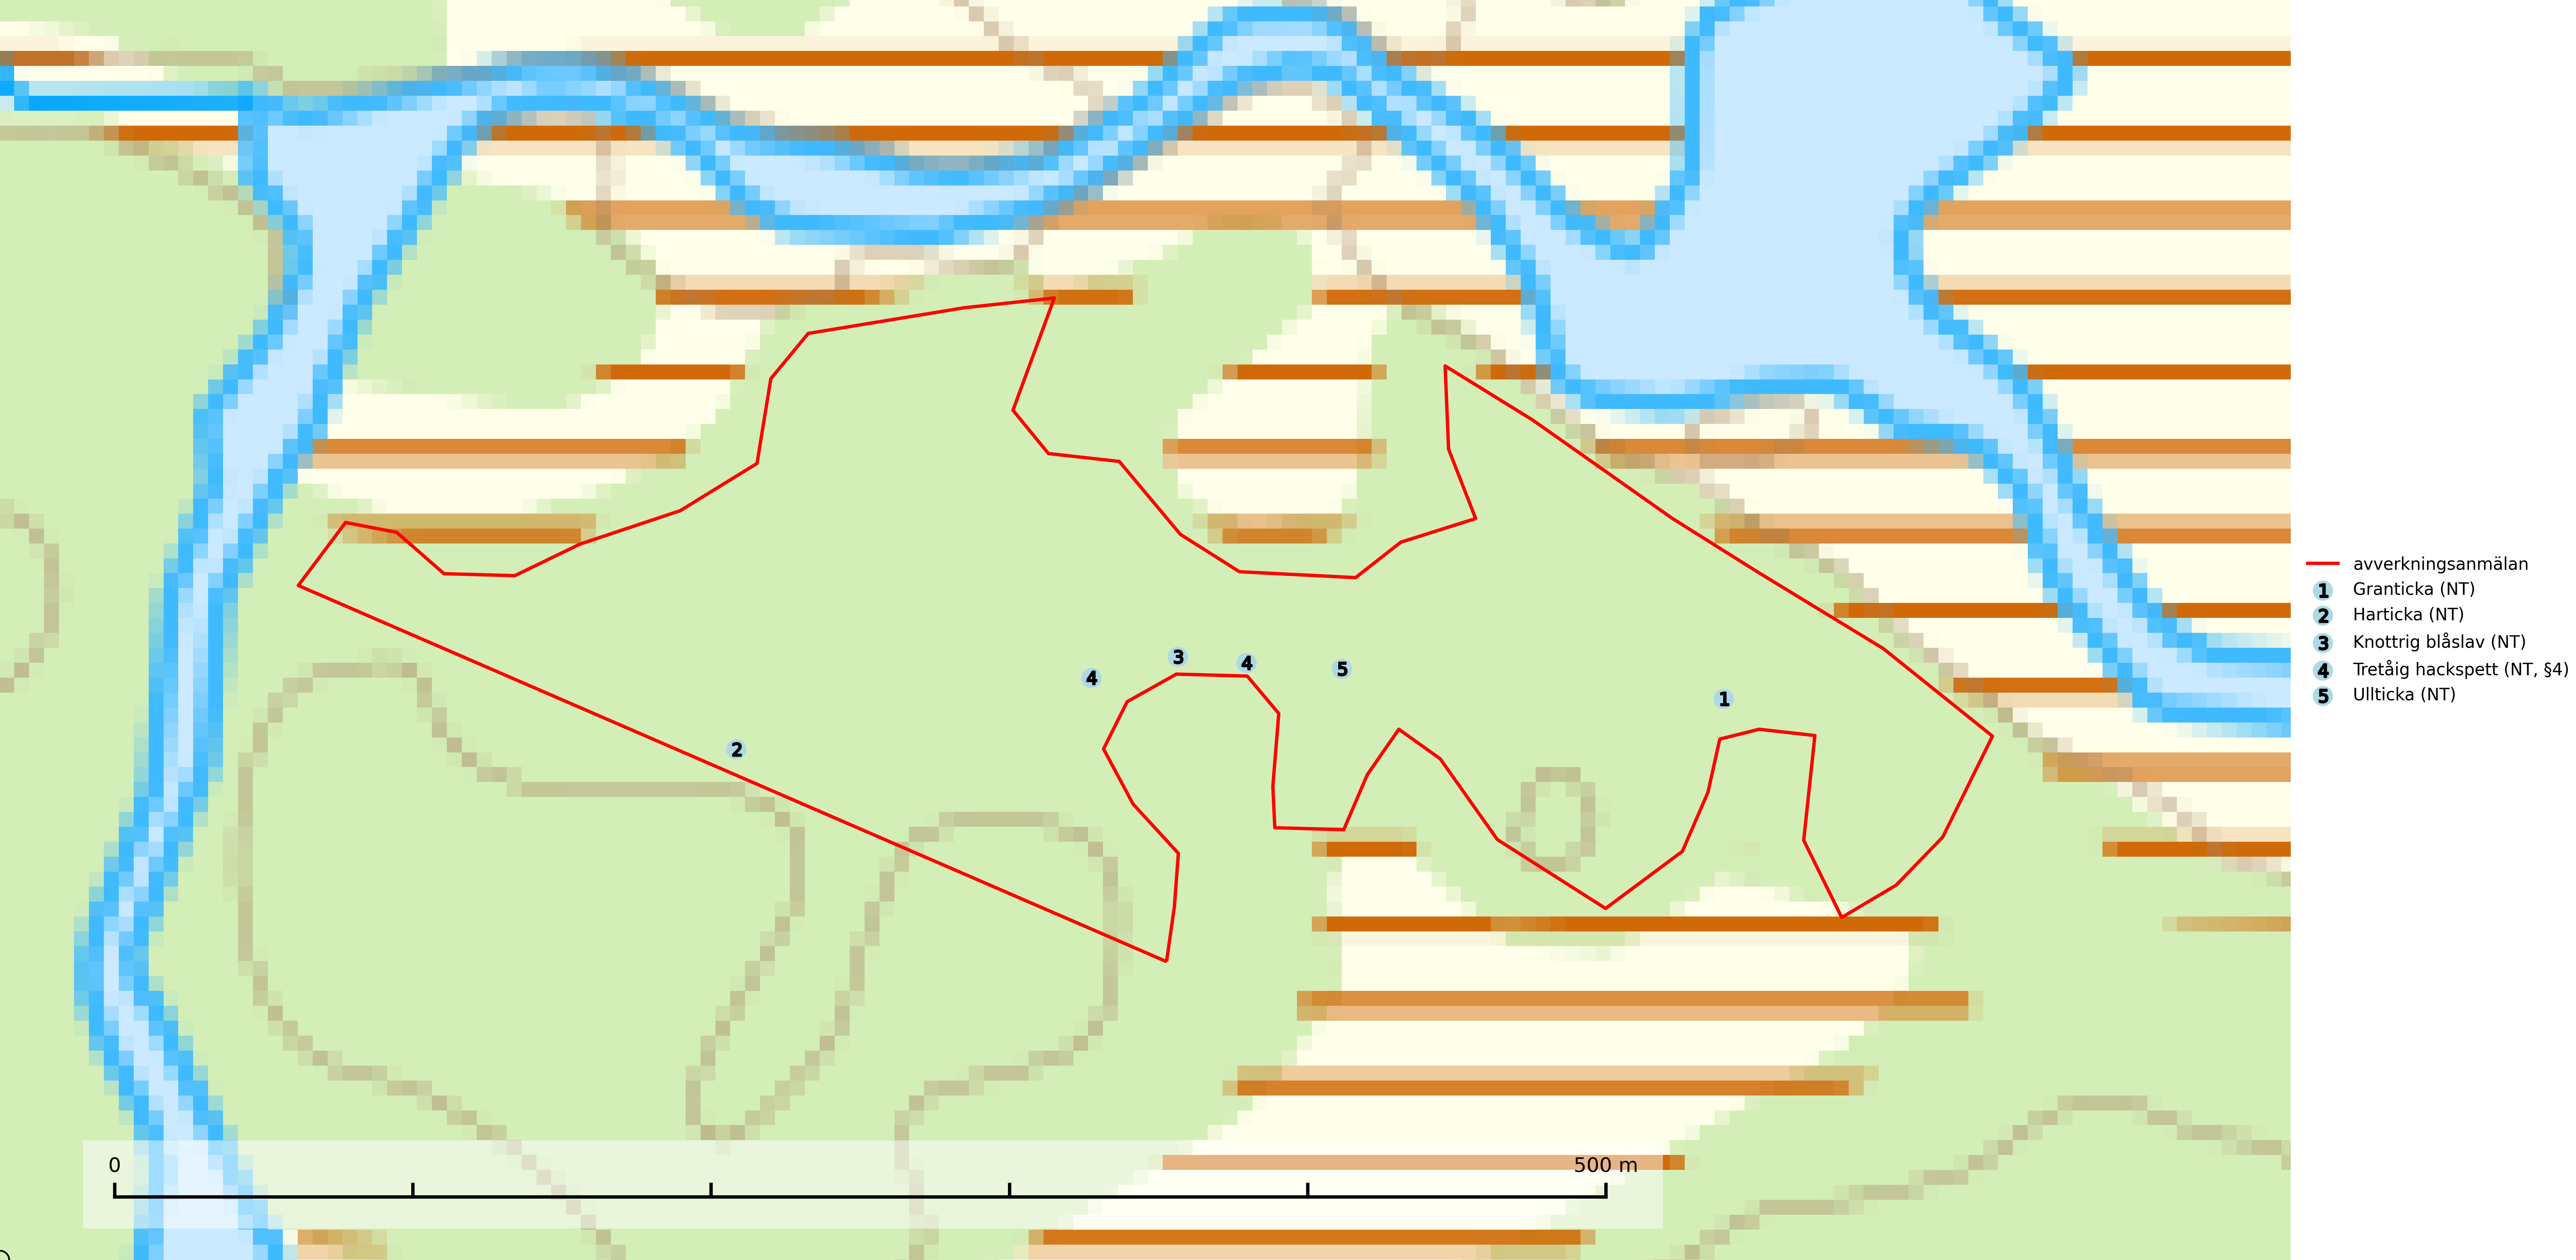 avverkningsanmälan
1 Granticka (NT)
2 Harticka (NT)
3 Knottrig blåslav (NT)
4 Tretåig hackspett (NT, §4)
5 Ullticka (NT)
3
4
4
5
1
2
0
500 m